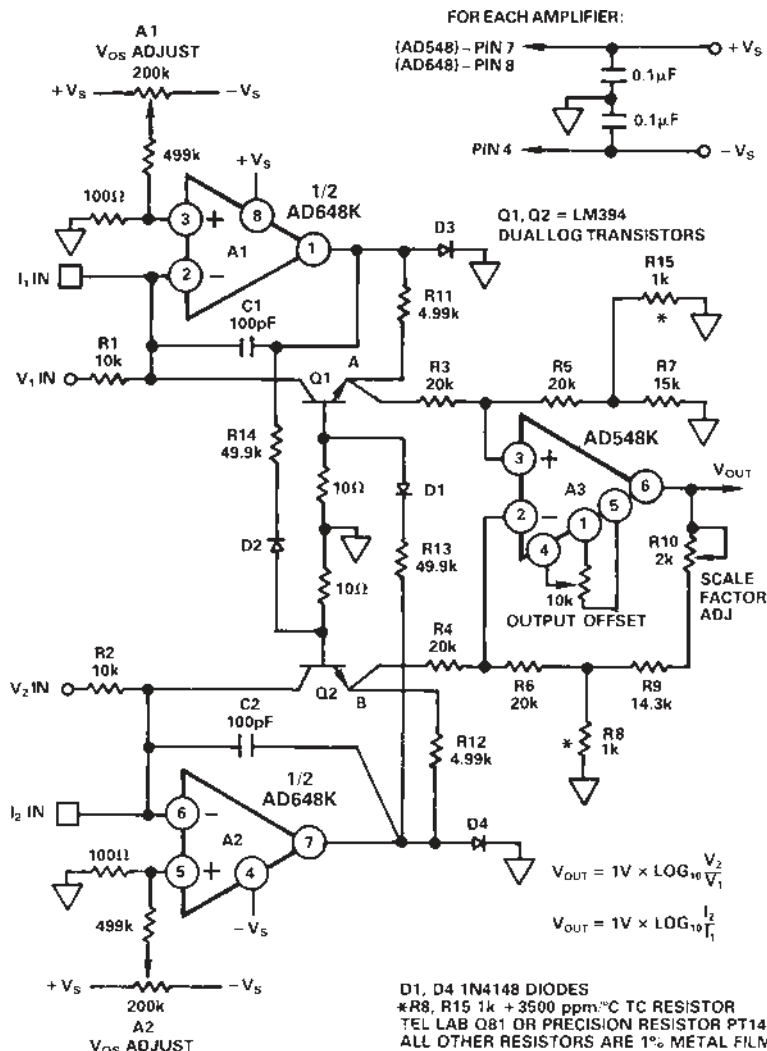 FOR EACH AMPLIFIER:
(AD548)–PIN 7
(AD648)–PIN 8
+VS
0.1µF
0.1µF
PIN 4
–VS
A1
VOS ADJUST
200k
+VS
–VS
499k
100Ω
+VS
1/2
AD648K
3
+
8
A1
1
2
–
I1 IN
D3
Q1, Q2 = LM394
DUAL LOG TRANSISTORS
R15
1k
*
C1
100pF
R11
4.99k
R1
10k
V1 IN
A
Q1
R3
20k
R5
20k
R7
15k
AD548K
R14
49.9k
10Ω
D1
3
+
A3
6
VOUT
2
–
1
5
4
D2
R13
49.9k
10Ω
10k
OUTPUT OFFSET
R10
2k
SCALE
FACTOR
ADJ
R2
10k
V2 IN
Q2
B
R4
20k
R6
20k
R9
14.3k
C2
100pF
R12
4.99k
*
R8
1k
1/2
AD648K
I2 IN
6
–
A2
7
D4
100Ω
5
+
4
–VS
499k
VOUT = 1V × LOG10 V2/V1
VOUT = 1V × LOG10 I2/I1
+VS
–VS
200k
A2
VOS ADJUST
D1, D4 1N4148 DIODES
*R8, R15 1k +3500 ppm/°C TC RESISTOR
TEL LAB Q81 OR PRECISION RESISTOR PT14
ALL OTHER RESISTORS ARE 1% METAL FILM